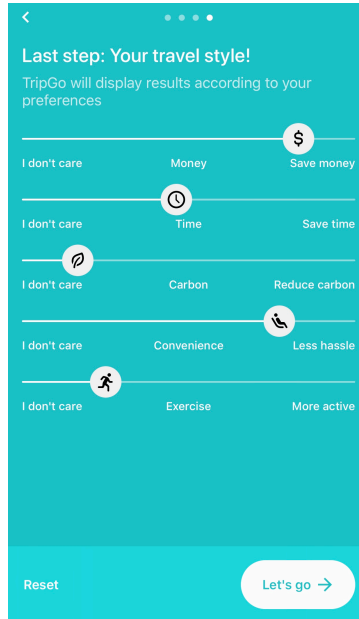 Last step: Your travel style!
TripGo will display results according to your
preferences
I don't care Money Save money
I don't care Time Save time
I don't care Carbon Reduce carbon
I don't care Convenience Less hassle
I don't care Exercise More active
Reset Let's go →